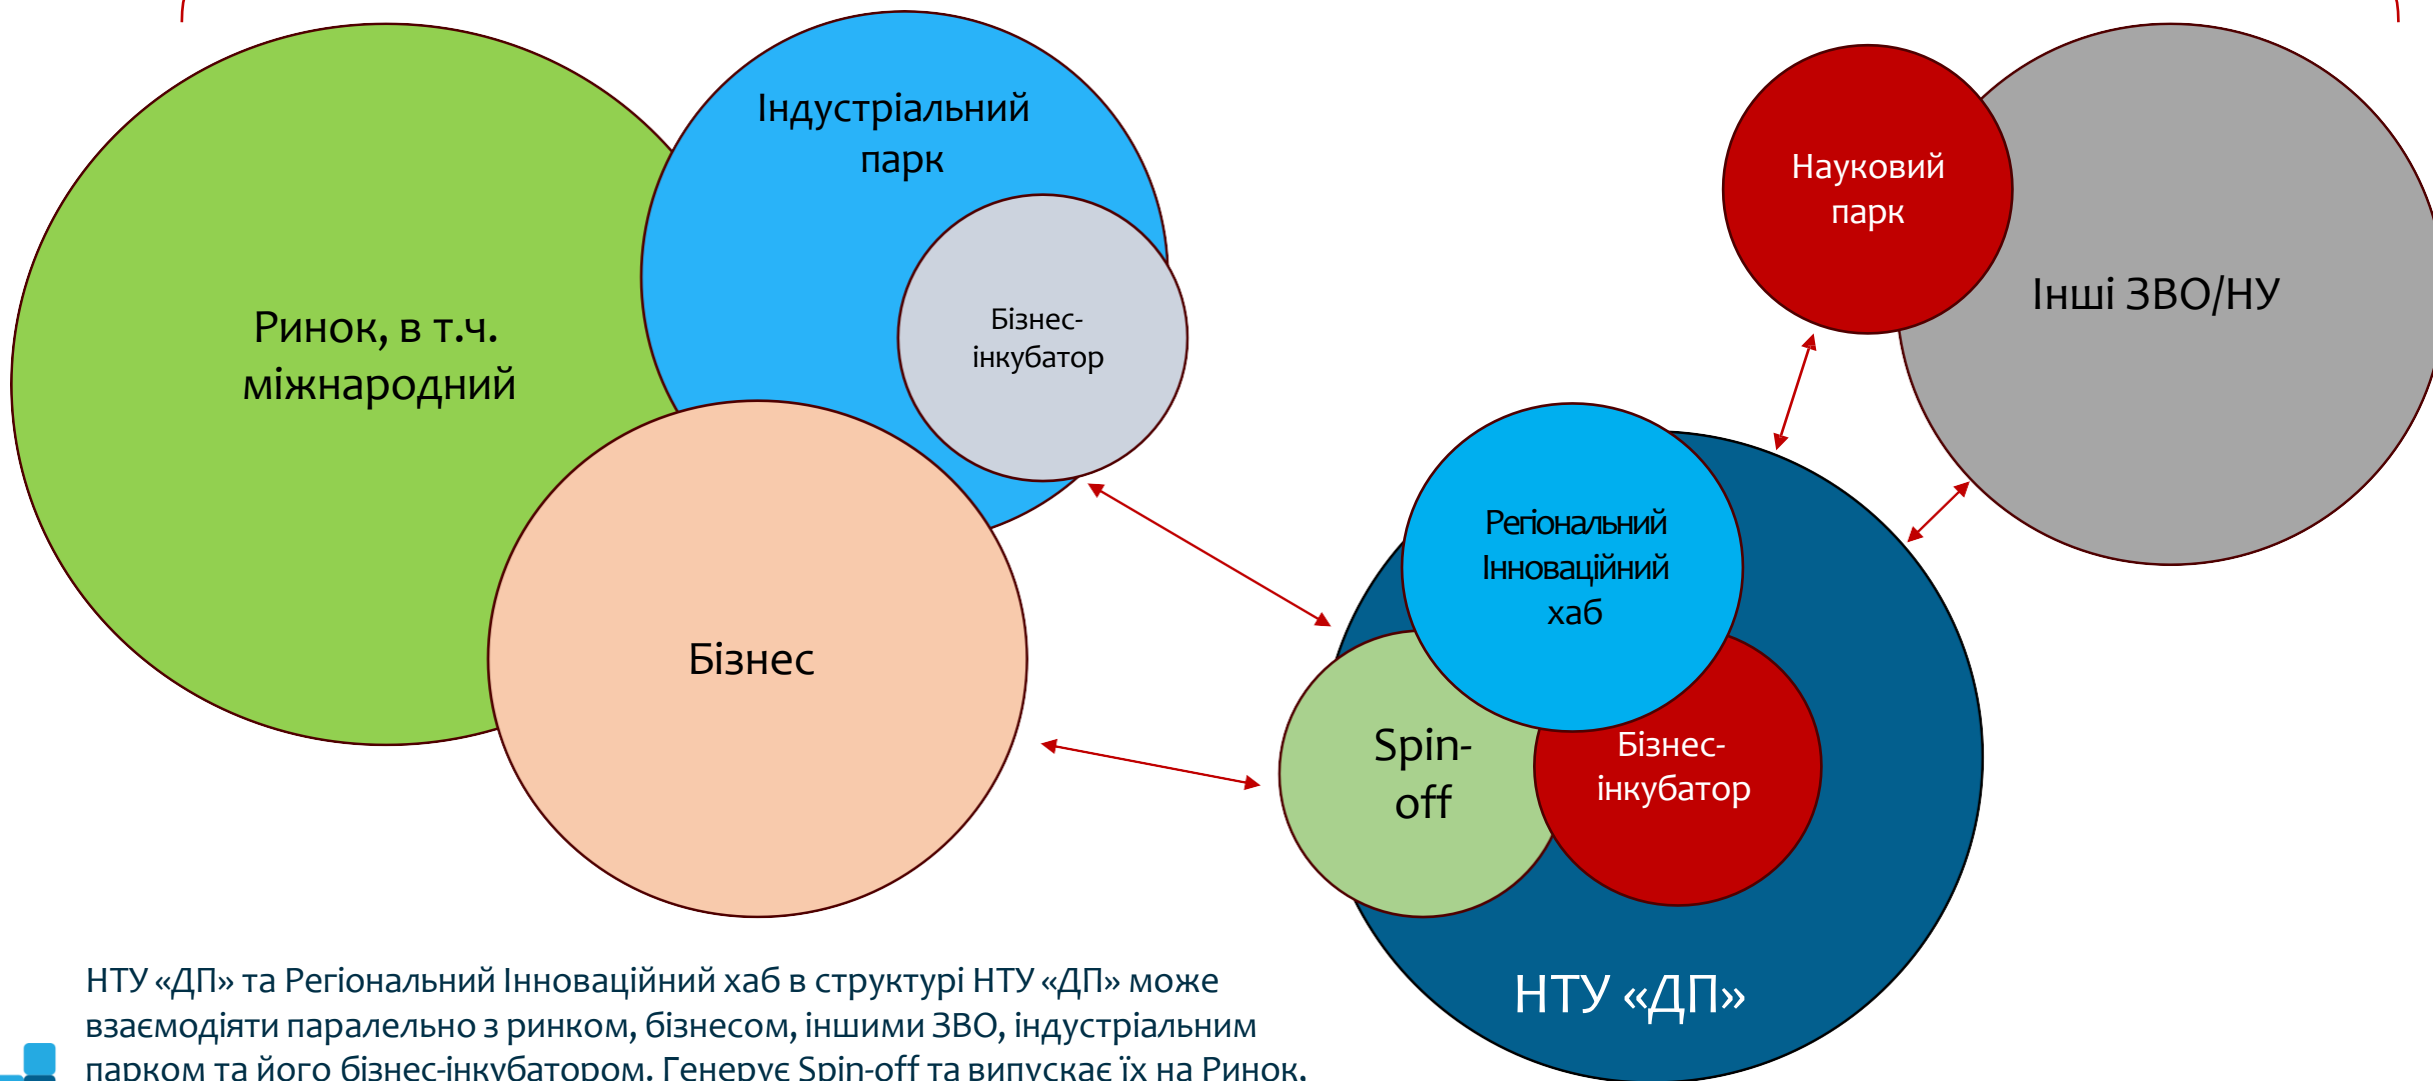 Індустріальний
парк
Науковий
парк
Ринок, в т.ч.
міжнародний
Бізнес-
інкубатор
Інші ЗВО/НУ
Регіональний
Інноваційний
хаб
Бізнес
Spin-
off
Бізнес-
інкубатор
НТУ «ДП»
НТУ «ДП» та Регіональний Інноваційний хаб в структурі НТУ «ДП» може
взаємодіяти паралельно з ринком, бізнесом, іншими ЗВО, індустріальним
парком та його бізнес-інкубатором. Генерує Spin-off та випускає їх на Ринок,